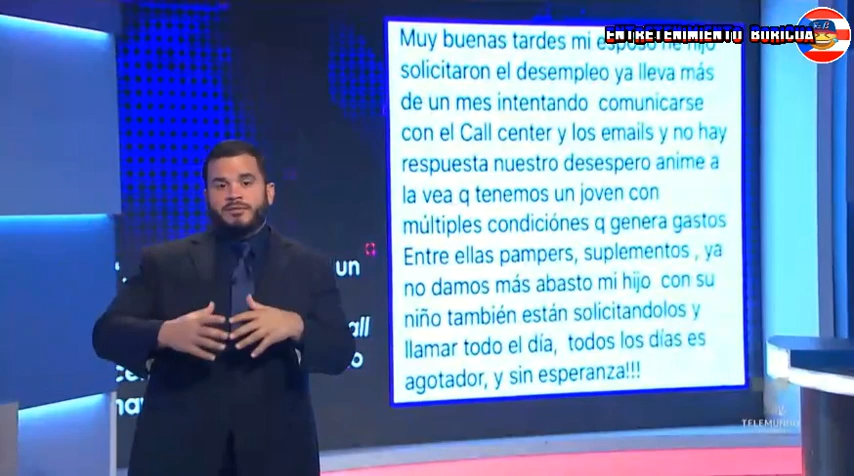 ENTRETENIMIENTO BORICUA
Muy buenas tardes mi esposo he hijo
solicitaron el desempleo ya lleva más
de un mes intentando comunicarse
con el Call center y los emails y no hay
respuesta nuestro desespero anime a
la vea q tenemos un joven con
múltiples condiciónes q genera gastos
Entre ellas pampers, suplementos , ya
no damos más abasto mi hijo con su
niño también están solicitandolos y
llamar todo el día, todos los días es
agotador, y sin esperanza!!!
un
all
o
TELEMUNDO